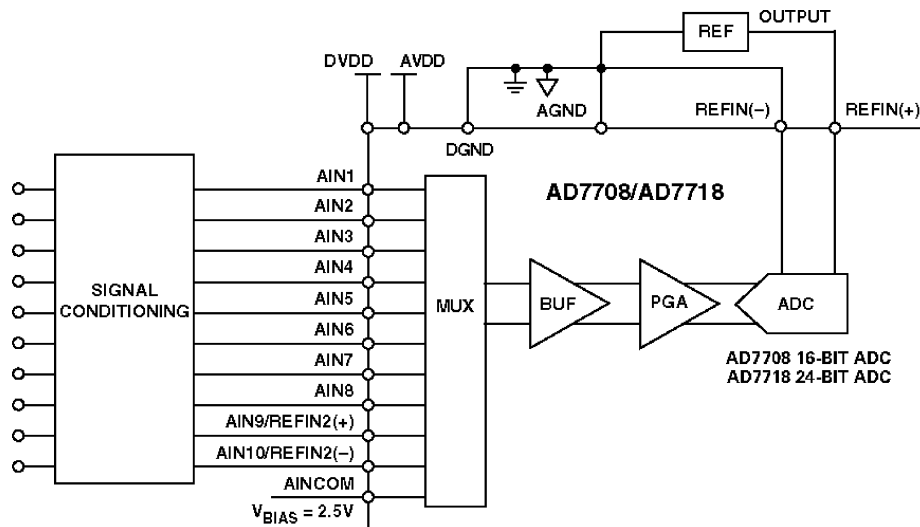 OUTPUT
REF
DVDD
AVDD
AGND
REFIN(−)
REFIN(+)
DGND
AD7708/AD7718
AIN1
AIN2
AIN3
AIN4
AIN5
AIN6
AIN7
AIN8
AIN9/REFIN2(+)
AIN10/REFIN2(−)
AINCOM
VBIAS = 2.5V
SIGNAL
CONDITIONING
MUX
BUF
PGA
ADC
AD7708 16-BIT ADC
AD7718 24-BIT ADC